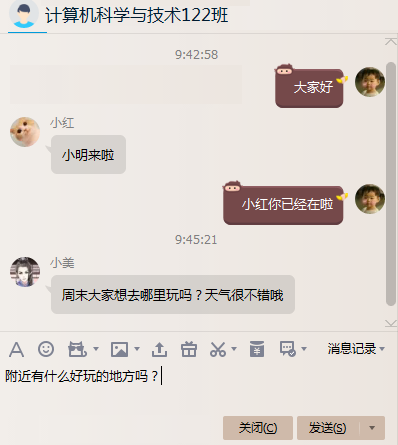 计算机科学与技术122班
9:42:58
大家好
小红
小明来啦
小红你已经在啦
9:45:21
小美
周末大家想去哪里玩吗？天气很不错哦
消息记录
附近有什么好玩的地方吗？
关闭(C) 发送(S)